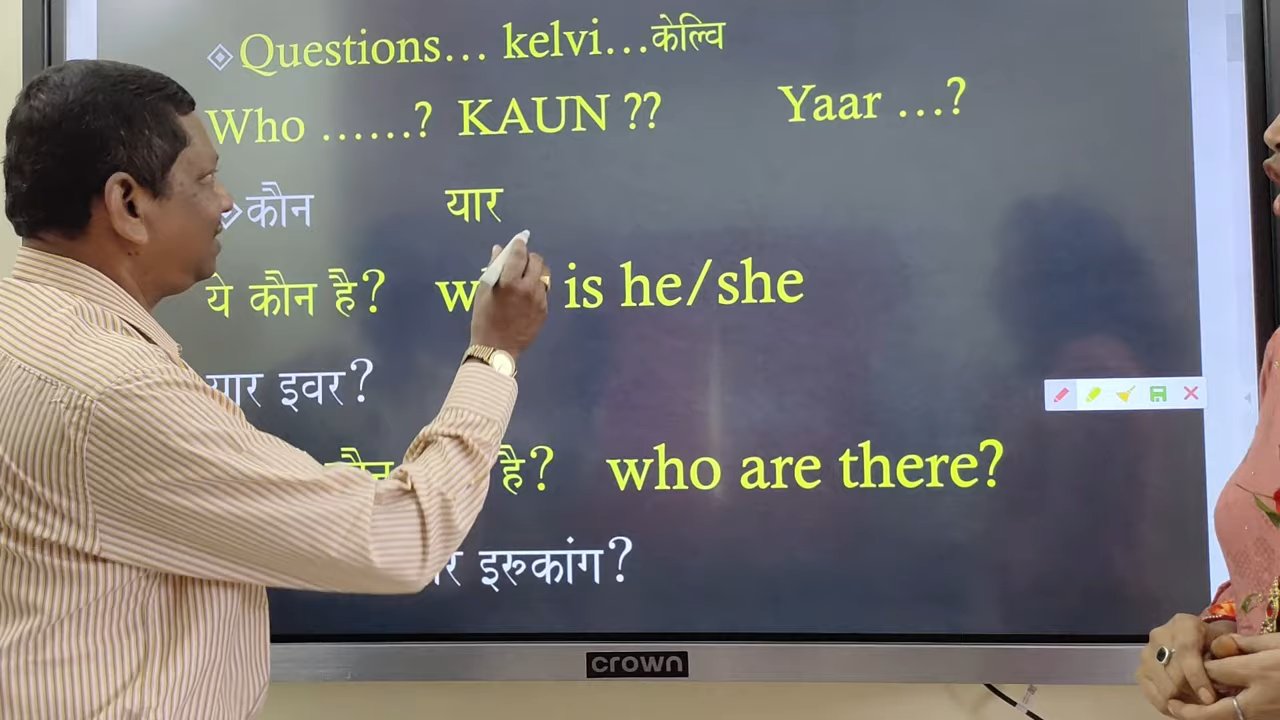 Questions... kelvi...केल्वि
Who ......? KAUN ?? Yaar ...?
कौन यार
ये कौन है? is he/she
इवर?
है? who are there?
इरुकांग?
crown